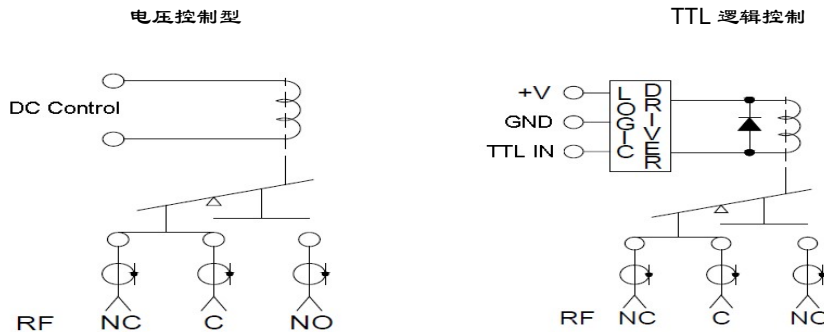 电压控制型
TTL 逻辑控制
DC Control
+V
GND
TTL IN
LOGIC
DRIVER
RF NC C NO
RF NC C NO